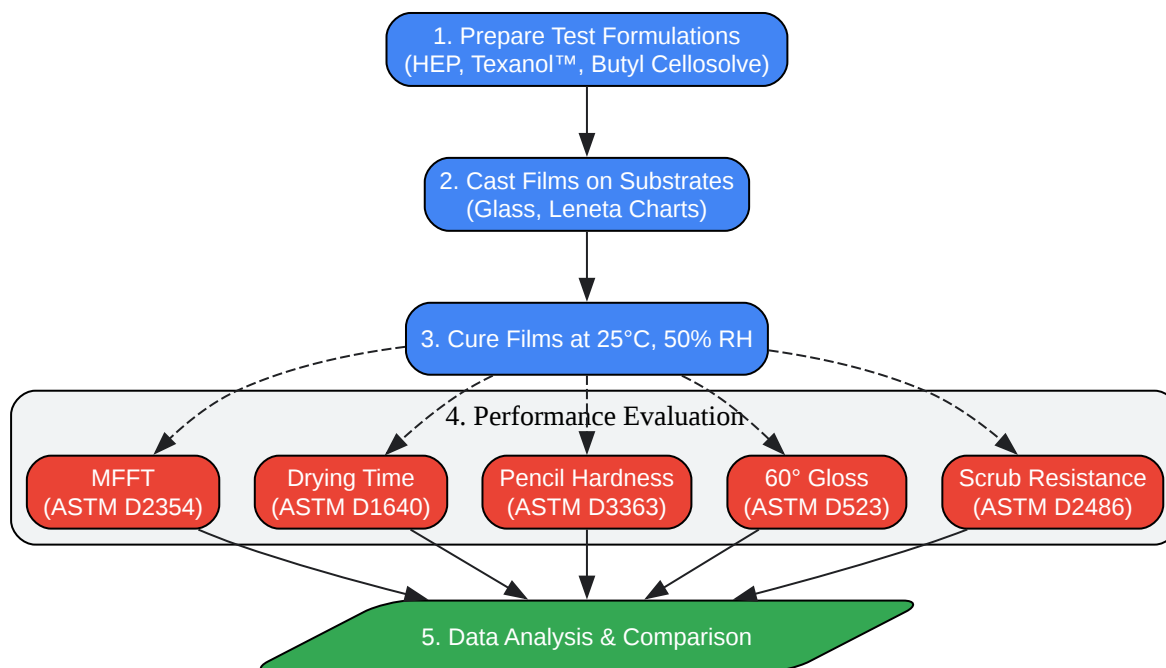 1. Prepare Test Formulations
(HEP, Texanol™, Butyl Cellosolve)
2. Cast Films on Substrates
(Glass, Leneta Charts)
3. Cure Films at 25°C, 50% RH
4. Performance Evaluation
MFFT
(ASTM D2354)
Drying Time
(ASTM D1640)
Pencil Hardness
(ASTM D3363)
60° Gloss
(ASTM D523)
Scrub Resistance
(ASTM D2486)
5. Data Analysis & Comparison